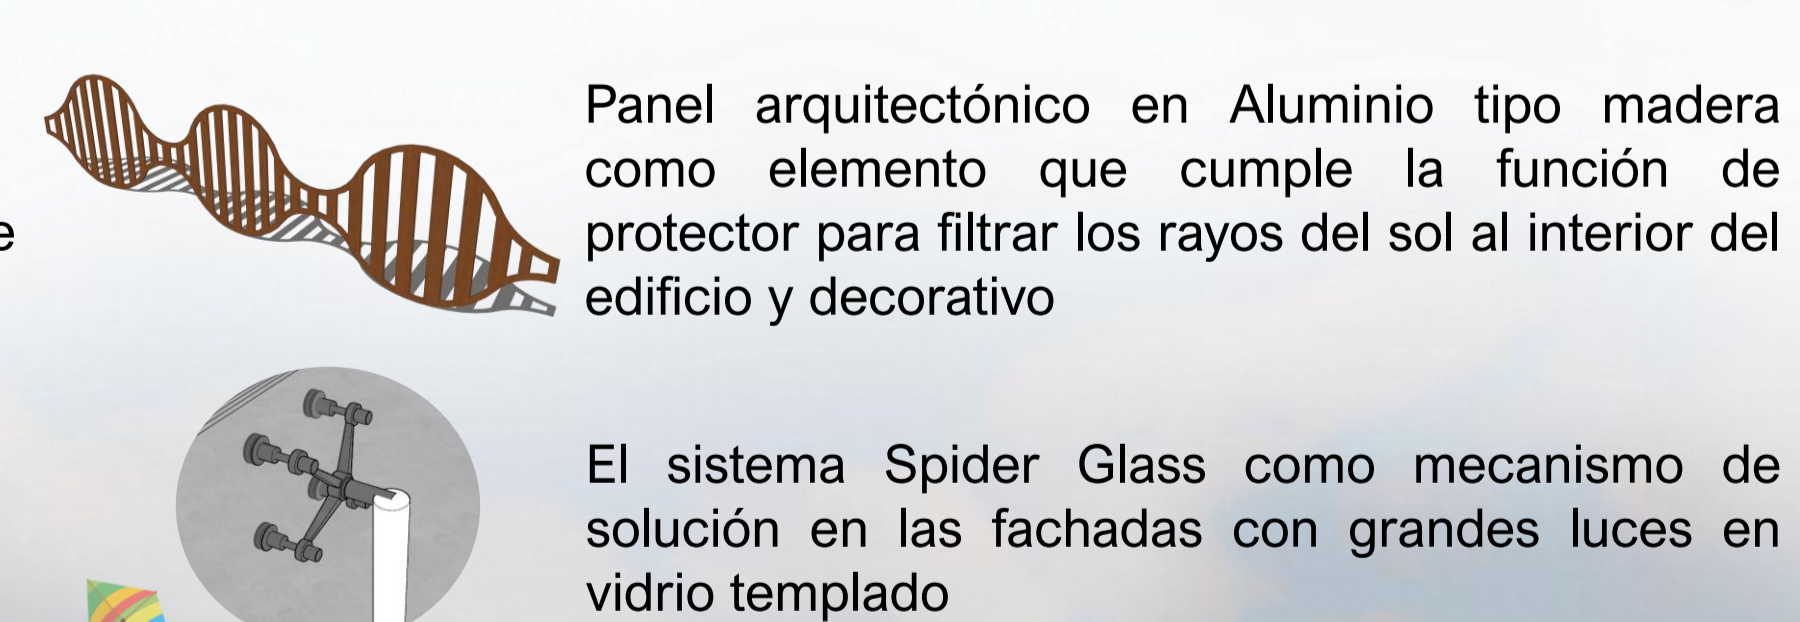 Panel arquitectónico en Aluminio tipo madera
como elemento que cumple la función de
protector para filtrar los rayos del sol al interior del
edificio y decorativo
e
El sistema Spider Glass como mecanismo de
solución en las fachadas con grandes luces en
vidrio templado